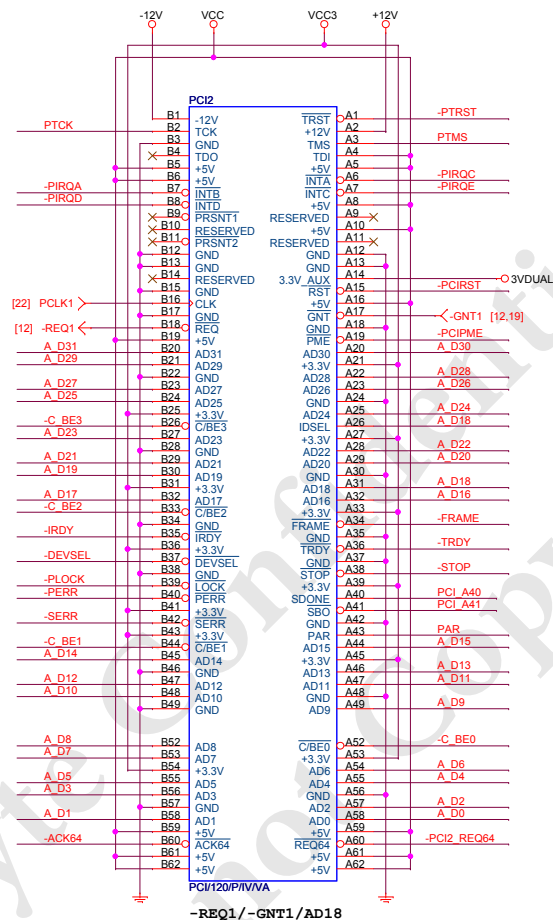 -12V VCC VCC3 +12V
PCI2
B1 -12V TRST A1 -PTRST
PTCK B2 TCK +12V A2
B3 GND TMS A3 PTMS
B4 TDO TDI A4
B5 +5V +5V A5
B6 +5V INTA A6 -PIRQC
-PIRQA B7 INTB INTC A7 -PIRQE
-PIRQD B8 INTD +5V A8
B9 PRSNT1 RESERVED A9
B10 RESERVED +5V A10
B11 PRSNT2 RESERVED A11
B12 GND GND A12
B13 GND GND A13
B14 RESERVED 3.3V_AUX A14 3VDUAL
B15 GND RST A15 -PCIRST
[22] PCLK1 B16 CLK +5V A16
B17 GND GNT A17 -GNT1 [12,19]
[12] -REQ1 B18 REQ GND A18
B19 +5V PME A19 -PCIPME
A_D31 B20 AD31 AD30 A20 A_D30
A_D29 B21 AD29 +3.3V A21
B22 GND AD28 A22 A_D28
A_D27 B23 AD27 AD26 A23 A_D26
A_D25 B24 AD25 GND A24
B25 +3.3V AD24 A25 A_D24
-C_BE3 B26 C/BE3 IDSEL A26 A_D18
A_D23 B27 AD23 +3.3V A27
B28 GND AD22 A28 A_D22
A_D21 B29 AD21 AD20 A29 A_D20
A_D19 B30 AD19 GND A30
B31 +3.3V AD18 A31 A_D18
A_D17 B32 AD17 AD16 A32 A_D16
-C_BE2 B33 C/BE2 +3.3V A33
B34 GND FRAME A34 -FRAME
-IRDY B35 IRDY GND A35
B36 +3.3V TRDY A36 -TRDY
-DEVSEL B37 DEVSEL GND A37
B38 GND STOP A38 -STOP
-PLOCK B39 LOCK +3.3V A39
-PERR B40 PERR SDONE A40 PCI_A40
B41 +3.3V SBO A41 PCI_A41
-SERR B42 SERR GND A42
B43 +3.3V PAR A43 PAR
-C_BE1 B44 C/BE1 AD15 A44 A_D15
A_D14 B45 AD14 +3.3V A45
B46 GND AD13 A46 A_D13
A_D12 B47 AD12 AD11 A47 A_D11
A_D10 B48 AD10 GND A48
B49 GND AD9 A49 A_D9
A_D8 B52 AD8 C/BE0 A52 -C_BE0
A_D7 B53 AD7 +3.3V A53
B54 +3.3V AD6 A54 A_D6
A_D5 B55 AD5 AD4 A55 A_D4
A_D3 B56 AD3 GND A56
B57 GND AD2 A57 A_D2
A_D1 B58 AD1 AD0 A58 A_D0
B59 +5V +5V A59
-ACK64 B60 ACK64 REQ64 A60 -PCI2_REQ64
B61 +5V +5V A61
B62 +5V +5V A62
PCI/120/P/IV/VA
-REQ1/-GNT1/AD18